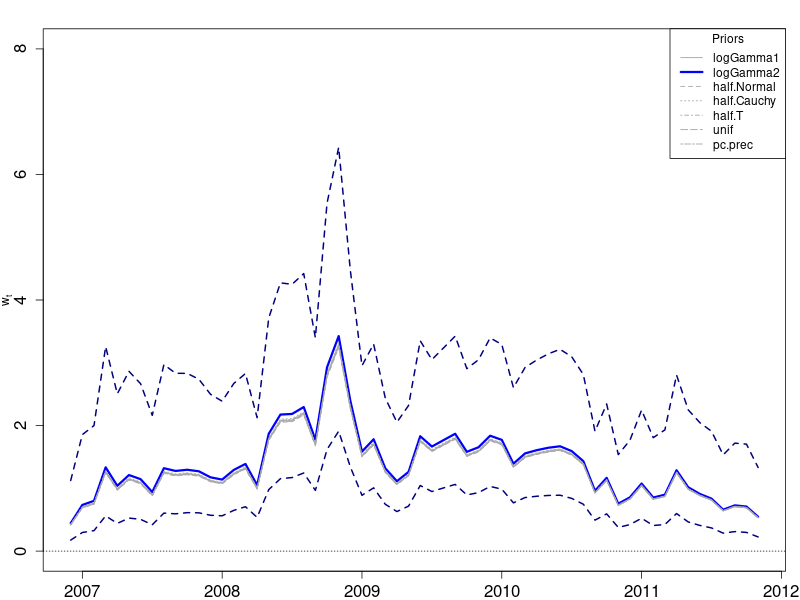 8
6
4
2
0
wt
2007 2008 2009 2010 2011 2012
Priors
logGamma1
logGamma2
half.Normal
half.Cauchy
half.T
unif
pc.prec